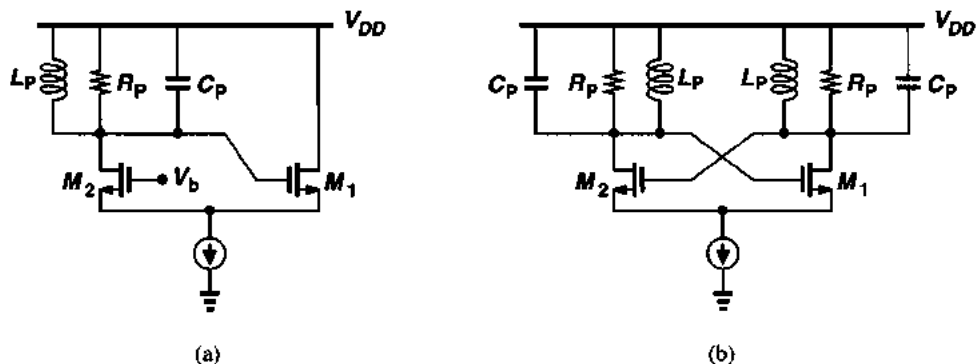 V_DD
L_P R_P C_P
M_2 V_b M_1
(a)
V_DD
C_P R_P L_P L_P R_P C_P
M_2 M_1
(b)